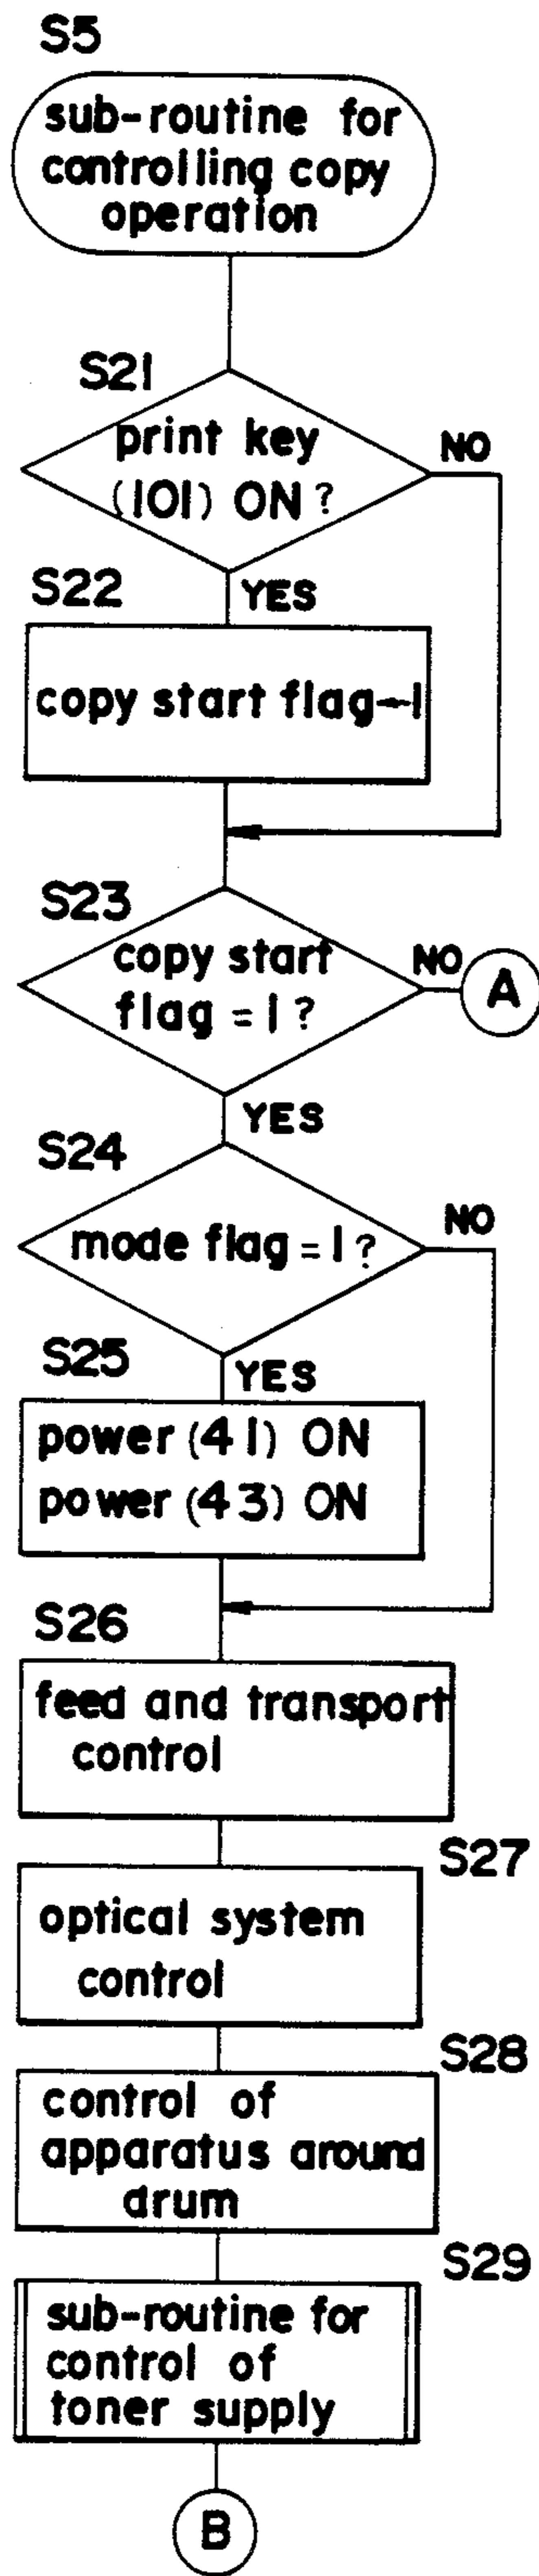 S5
sub-routine for
controlling copy
operation
S21
print key
(101) ON?
NO
YES
S22
copy start flag←1
S23
copy start
flag = 1?
NO
A
YES
S24
mode flag = 1?
NO
YES
S25
power (41) ON
power (43) ON
S26
feed and transport
control
S27
optical system
control
S28
control of
apparatus around
drum
S29
sub-routine for
control of
toner supply
B